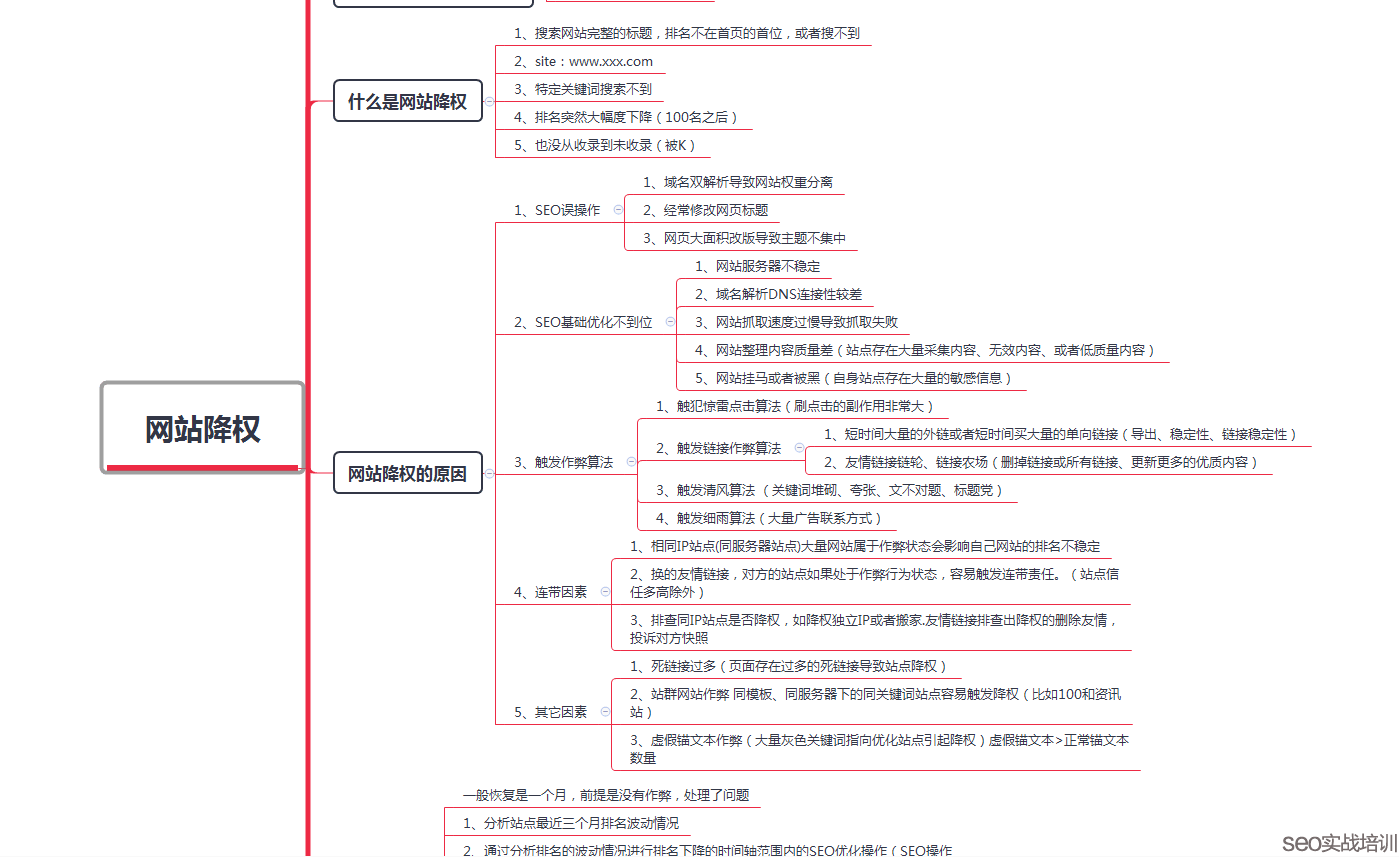 网站降权
什么是网站降权
1、搜索网站完整的标题，排名不在首页的首位，或者搜不到
2、site：www.xxx.com
3、特定关键词搜索不到
4、排名突然大幅度下降（100名之后）
5、也没从收录到未收录（被K）
网站降权的原因
1、SEO误操作
1、域名双解析导致网站权重分离
2、经常修改网页标题
3、网页大面积改版导致主题不集中
2、SEO基础优化不到位
1、网站服务器不稳定
2、域名解析DNS连接性较差
3、网站抓取速度过慢导致抓取失败
4、网站整理内容质量差（站点存在大量采集内容、无效内容、或者低质量内容）
5、网站挂马或者被黑（自身站点存在大量的敏感信息）
3、触发作弊算法
1、触犯惊雷点击算法（刷点击的副作用非常大）
2、触发链接作弊算法
1、短时间大量的外链或者短时间买大量的单向链接（导出、稳定性、链接稳定性）
2、友情链接链轮、链接农场（删掉链接或所有链接、更新更多的优质内容）
3、触发清风算法 （关键词堆砌、夸张、文不对题、标题党）
4、触发细雨算法（大量广告联系方式）
4、连带因素
1、相同IP站点(同服务器站点)大量网站属于作弊状态会影响自己网站的排名不稳定
2、换的友情链接，对方的站点如果处于作弊行为状态，容易触发连带责任。（站点信
任多高除外）
3、排查同IP站点是否降权，如降权独立IP或者搬家.友情链接排查出降权的删除友情，
投诉对方快照
5、其它因素
1、死链接过多（页面存在过多的死链接导致站点降权）
2、站群网站作弊 同模板、同服务器下的同关键词站点容易触发降权（比如100和资讯
站）
3、虚假锚文本作弊（大量灰色关键词指向优化站点引起降权）虚假锚文本>正常锚文本
数量
一般恢复是一个月，前提是没有作弊，处理了问题
1、分析站点最近三个月排名波动情况
2、通过分析排名的波动情况进行排名下降的时间轴范围内的SEO优化操作（SEO操作
seo实战培训